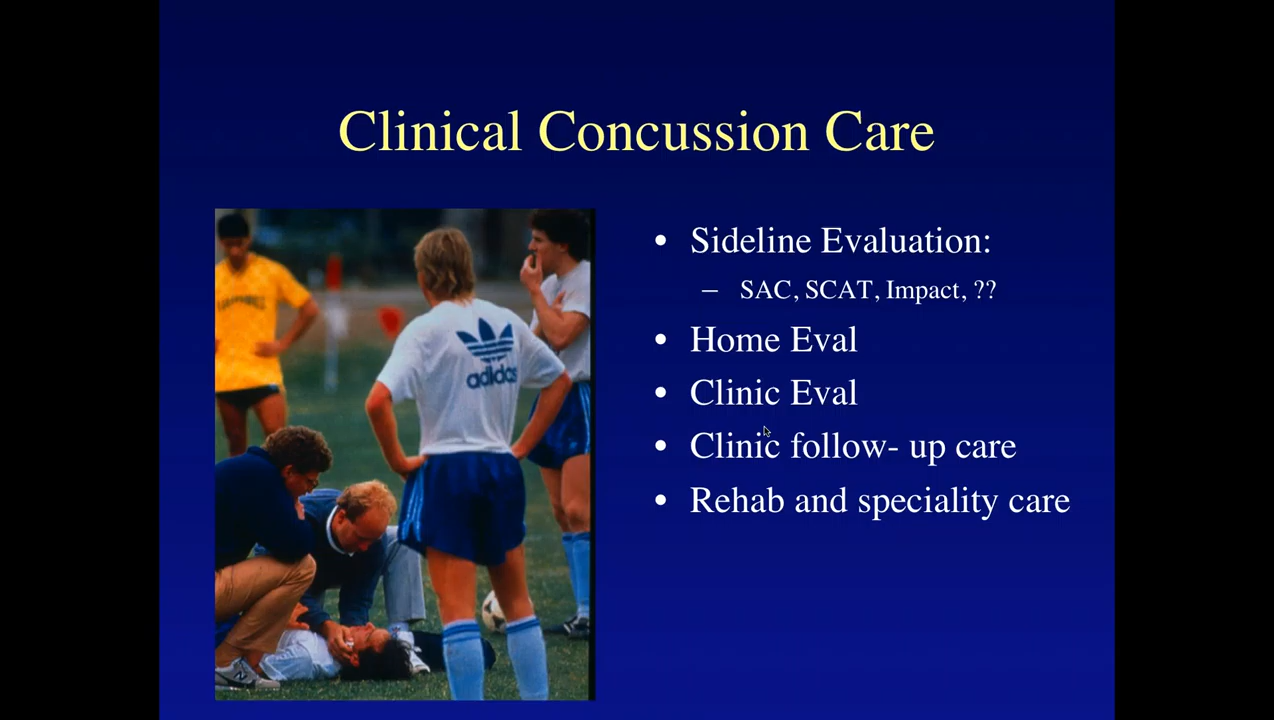 Clinical Concussion Care
adidas
• Sideline Evaluation:
– SAC, SCAT, Impact, ??
• Home Eval
• Clinic Eval
• Clinic follow- up care
• Rehab and speciality care